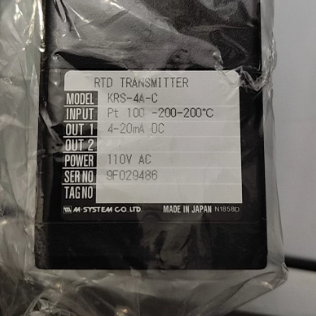 RTD TRANSMITTER
MODEL KRS-4A-C
INPUT Pt 100 -200-200°C
OUT 1 4-20mA DC
OUT 2
POWER 110V AC
SER NO 9F029486
TAG NO
M-SYSTEM CO. LTD MADE IN JAPAN N1858D